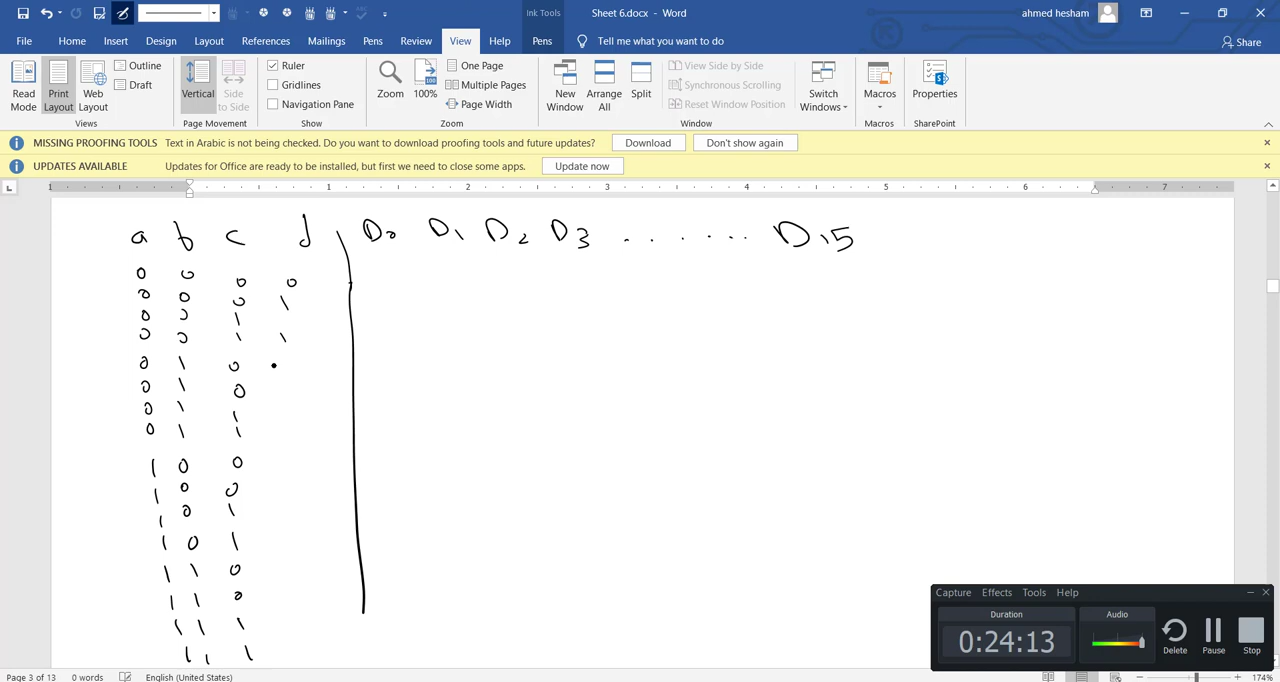 Ink Tools
Sheet 6.docx - Word
ahmed hesham
File Home Insert Design Layout References Mailings Pens Review View Help Pens Tell me what you want to do Share
Read Mode
Print Layout
Web Layout
Outline
Draft
Views
Vertical
Side to Side
Page Movement
Ruler
Gridlines
Navigation Pane
Show
Zoom
100%
One Page
Multiple Pages
Page Width
Zoom
New Window
Arrange All
Split
View Side by Side
Synchronous Scrolling
Reset Window Position
Window
Switch Windows
Macros
Macros
Properties
SharePoint
MISSING PROOFING TOOLS Text in Arabic is not being checked. Do you want to download proofing tools and future updates? Download Don't show again
UPDATES AVAILABLE Updates for Office are ready to be installed, but first we need to close some apps. Update now
1 1 2 3 4 5 6 7
a b c d D0 D1 D2 D3 ....... D15
0 0 0 0
0 0 0 1
0 0 1
0 0 1 1
0 1 0
0 1 0
0 1 1
0 1 1
1 0 0
1 0 0
1 0 1
1 0 1
1 1 0
1 1 0
1 1 1
1 1 1
Capture Effects Tools Help
Duration
0:24:13
Audio
Delete
Pause
Stop
Page 3 of 13 0 words English (United States) 174%